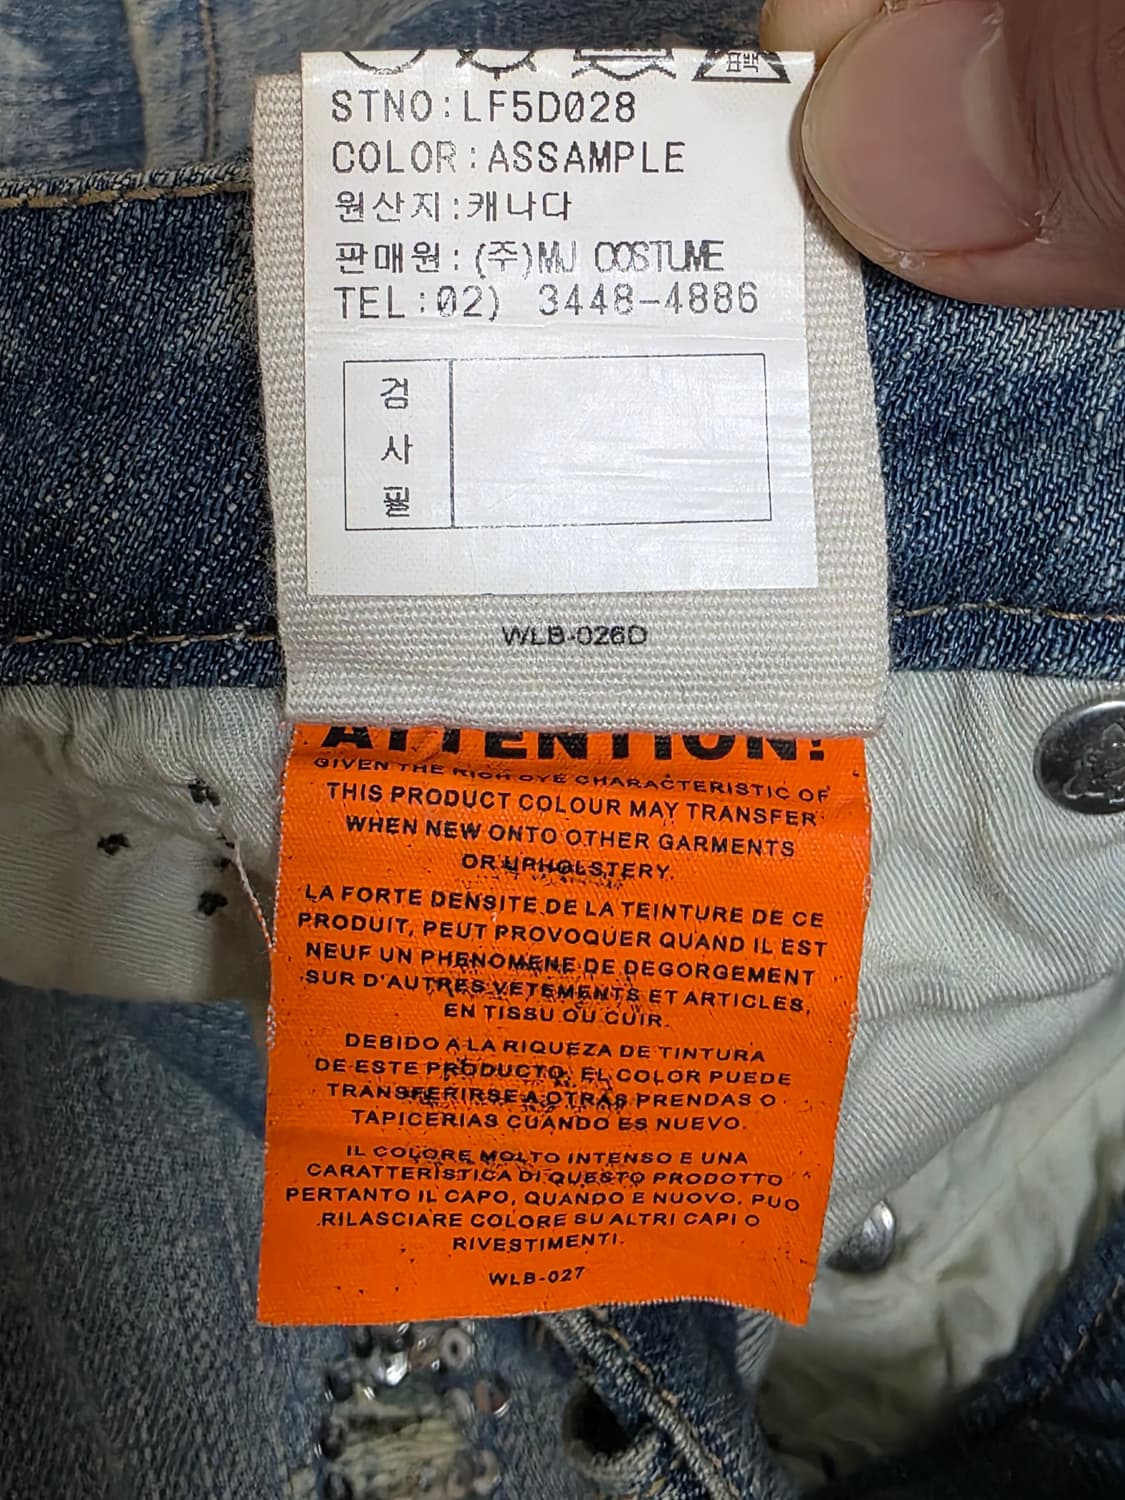 표백
STNO:LF5D028
COLOR:ASSAMPLE
원산지:캐나다
판매원:(주)MJ COSTUME
TEL:02) 3448-4886
검
사
필
WLB-026D
ATTENTION!
GIVEN THE RICH DYE CHARACTERISTIC OF
THIS PRODUCT COLOUR MAY TRANSFER
WHEN NEW ONTO OTHER GARMENTS
OR UPHOLSTERY.
LA FORTE DENSITE DE LA TEINTURE DE CE
PRODUIT, PEUT PROVOQUER QUAND IL EST
NEUF UN PHENOMENE DE DEGORGEMENT
SUR D'AUTRES VETEMENTS ET ARTICLES,
EN TISSU OU CUIR.
DEBIDO A LA RIQUEZA DE TINTURA
DE ESTE PRODUCTO, EL COLOR PUEDE
TRANSFERIRSE A OTRAS PRENDAS O
TAPICERIAS CUANDO ES NUEVO.
IL COLORE MOLTO INTENSO E UNA
CARATTERISTICA DI QUESTO PRODOTTO
PERTANTO IL CAPO, QUANDO E NUOVO, PUO
RILASCIARE COLORE SU ALTRI CAPI O
RIVESTIMENTI.
WLB-027